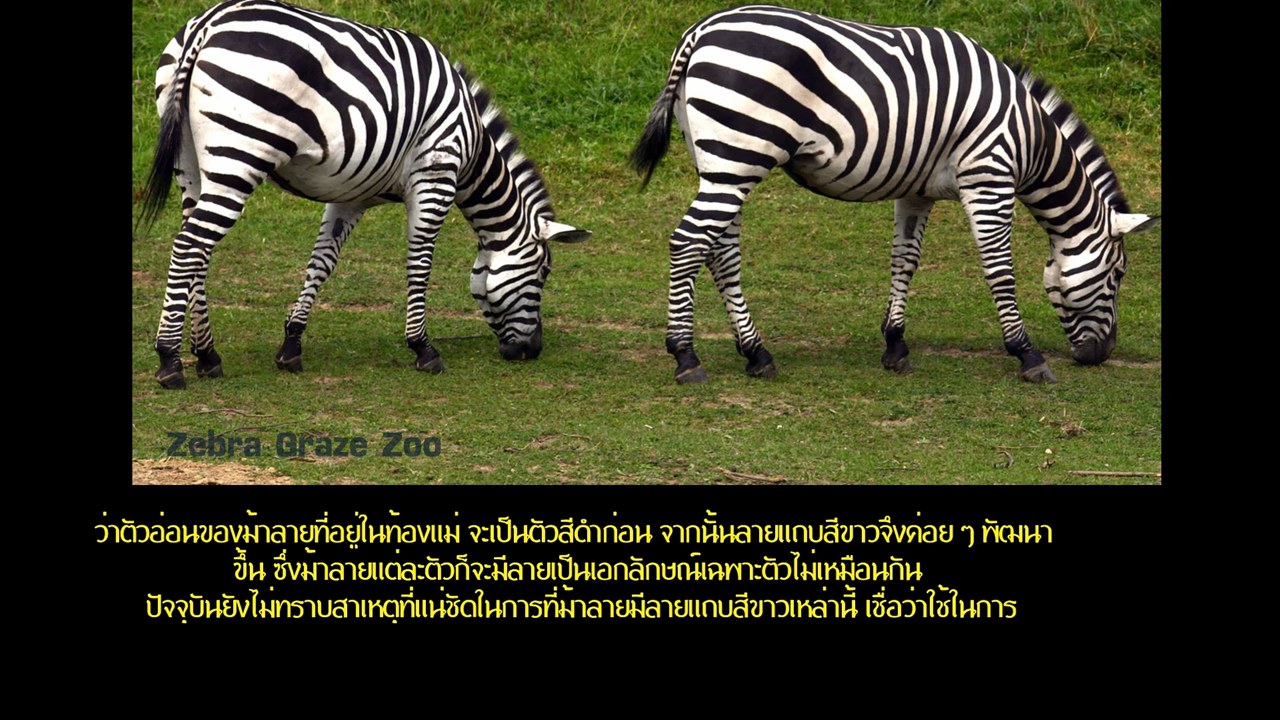 Zebra Graze Zoo
ว่าตัวอ่อนของม้าลายที่อยู่ในท้องแม่ จะเป็นตัวสีดำก่อน จากนั้นลายแถบสีขาวจึงค่อย ๆ พัฒนา
ขึ้น ซึ่งม้าลายแต่ละตัวก็จะมีลายเป็นเอกลักษณ์เฉพาะตัวไม่เหมือนกัน
ปัจจุบันยังไม่ทราบสาเหตุที่แน่ชัดในการที่ม้าลายมีลายแถบสีขาวเหล่านี้ เชื่อว่าใช้ในการ